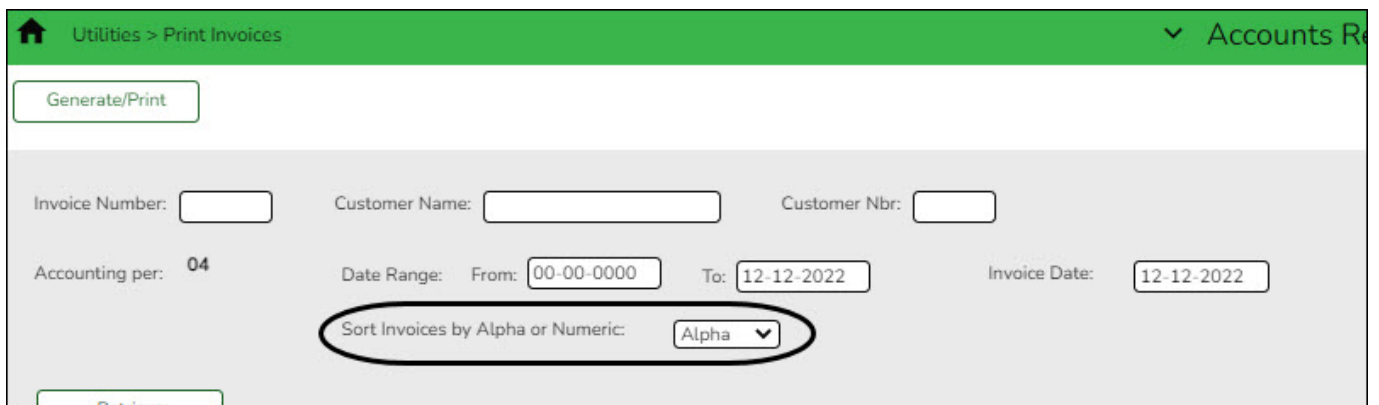 Utilities > Print Invoices
Accounts Re
Generate/Print
Invoice Number:
Customer Name:
Customer Nbr:
Accounting per: 04
Date Range: From: 00-00-0000 To: 12-12-2022
Invoice Date: 12-12-2022
Sort Invoices by Alpha or Numeric: Alpha